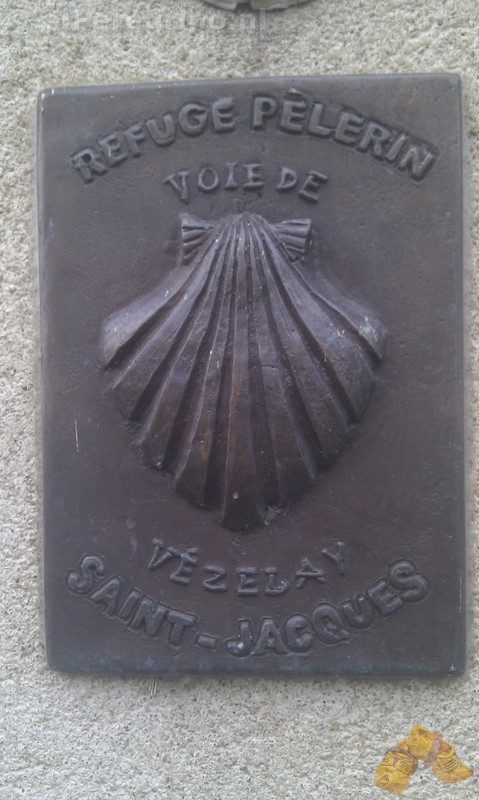 REFUGE PÈLERIN
VOIE DE
VÉZELAY
SAINT-JACQUES